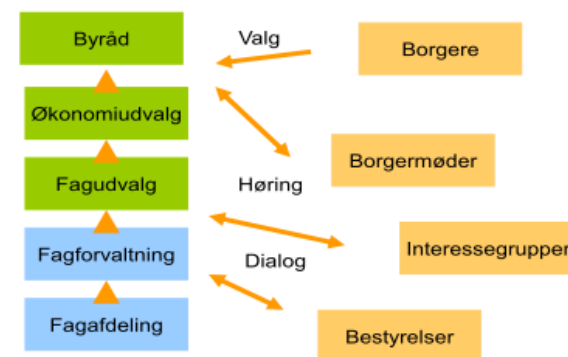 Byråd
Valg
Borgere
Økonomiudvalg
Borgermøder
Fagudvalg
Høring
Fagforvaltning
Dialog
Interessegrupper
Fagafdeling
Bestyrelser